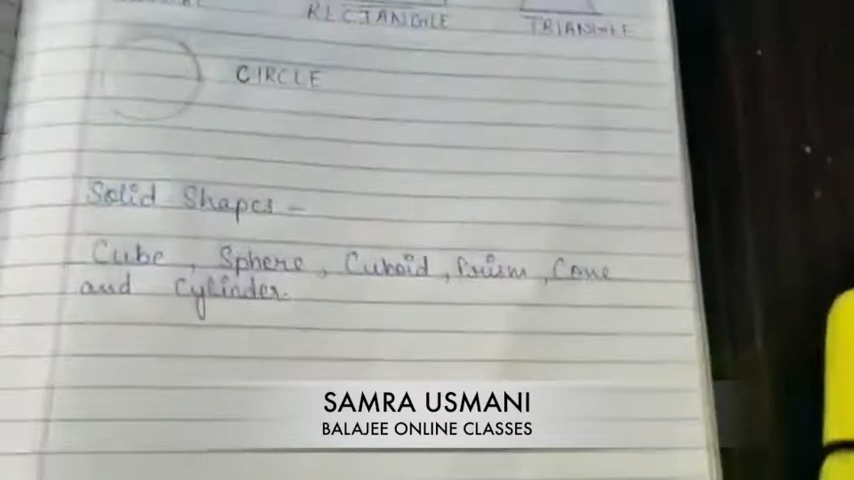 RECTANGLE
TRIANGLE
CIRCLE
Solid Shapes -
Cube, Sphere, Cuboid, Prism, Cone
and Cylinder.
SAMRA USMANI
BALAJEE ONLINE CLASSES